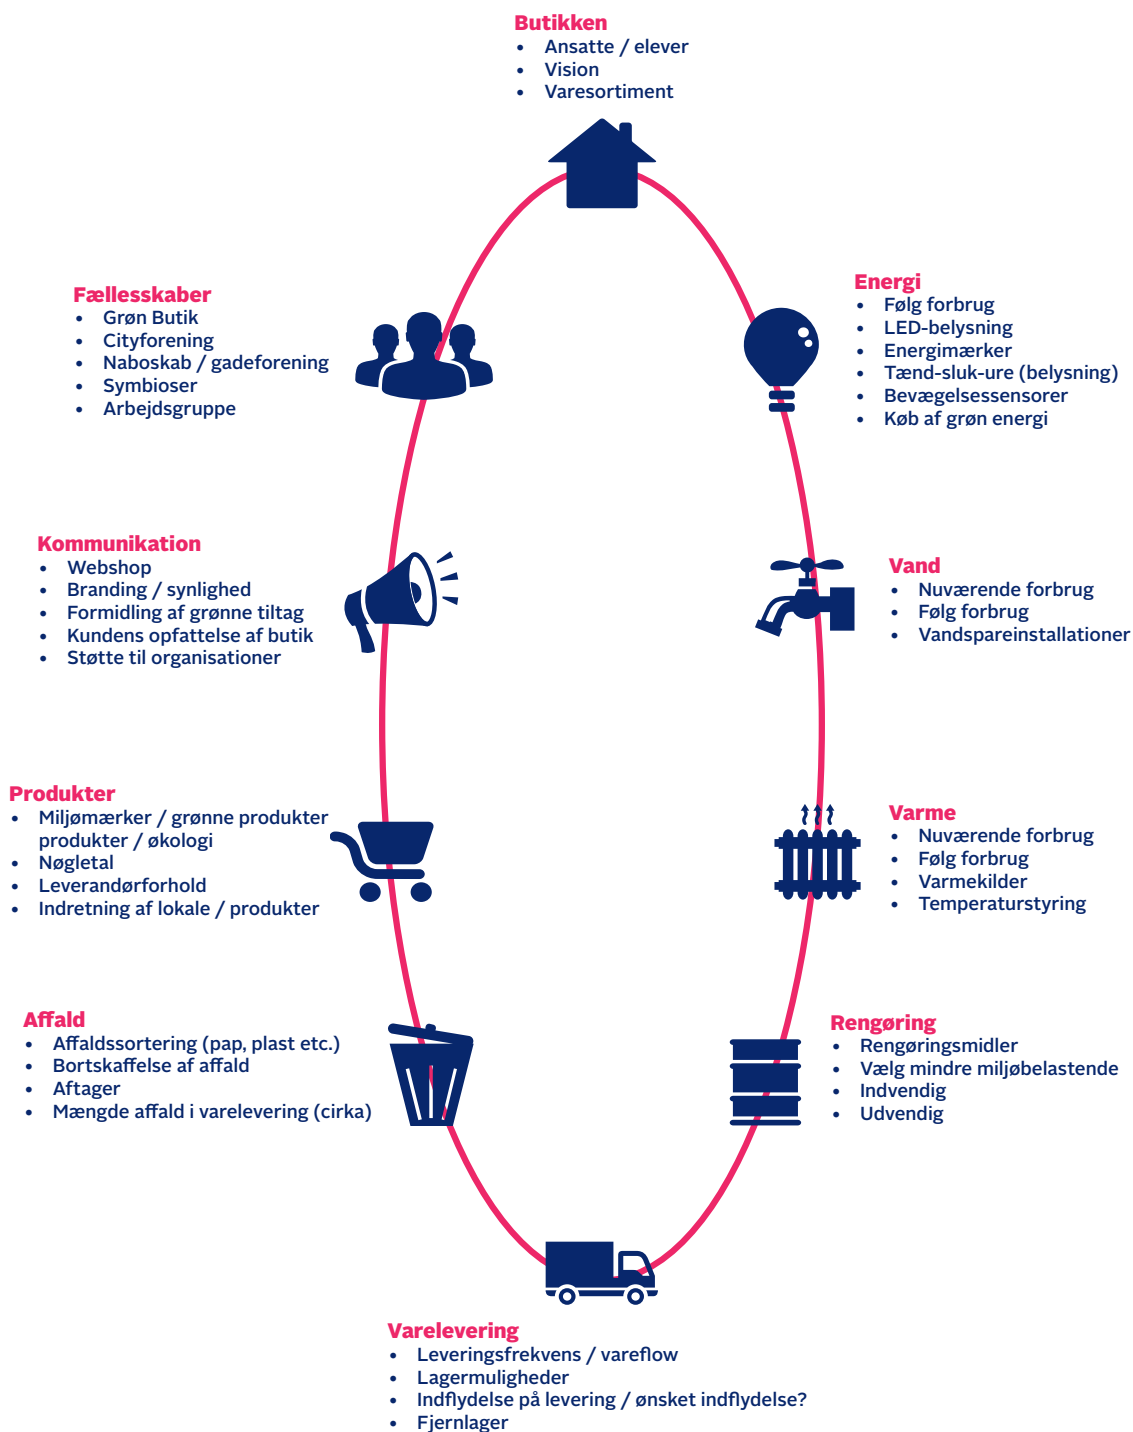 Butikken
• Ansatte / elever
• Vision
• Varesortiment
Energi
• Følg forbrug
• LED-belysning
• Energimærker
• Tænd-sluk-ure (belysning)
• Bevægelsessensorer
• Køb af grøn energi
Vand
• Nuværende forbrug
• Følg forbrug
• Vandspareinstallationer
Varme
• Nuværende forbrug
• Følg forbrug
• Varmekilder
• Temperaturstyring
Rengøring
• Rengøringsmidler
• Vælg mindre miljøbelastende
• Indvendig
• Udvendig
Varelevering
• Leveringsfrekvens / vareflow
• Lagermuligheder
• Indflydelse på levering / ønsket indflydelse?
• Fjernlager
Affald
• Affaldssortering (pap, plast etc.)
• Bortskaffelse af affald
• Aftager
• Mængde affald i varelevering (cirka)
Produkter
• Miljømærker / grønne produkter
produkter / økologi
• Nøgletal
• Leverandørforhold
• Indretning af lokale / produkter
Kommunikation
• Webshop
• Branding / synlighed
• Formidling af grønne tiltag
• Kundens opfattelse af butik
• Støtte til organisationer
Fællesskaber
• Grøn Butik
• Cityforening
• Naboskab / gadeforening
• Symbioser
• Arbejdsgruppe